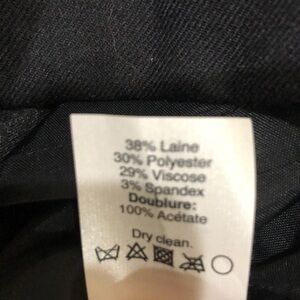 38% Laine
30% Polyester
29% Viscose
3% Spandex
Doublure:
100% Acétate
Dry clean.